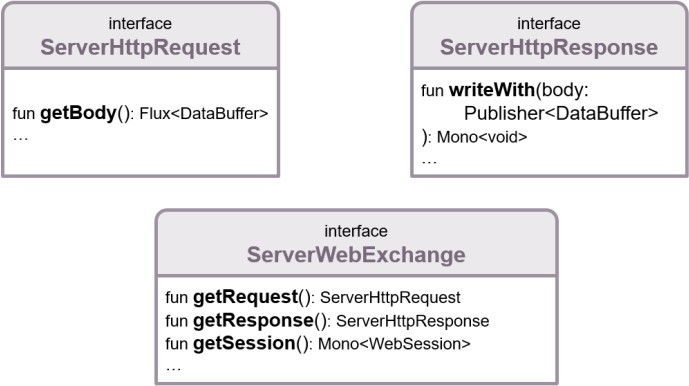 interface
ServerHttpRequest
fun getBody(): Flux<DataBuffer>
…
interface
ServerHttpResponse
fun writeWith(body:
Publisher<DataBuffer>
): Mono<void>
…
interface
ServerWebExchange
fun getRequest(): ServerHttpRequest
fun getResponse(): ServerHttpResponse
fun getSession(): Mono<WebSession>
…